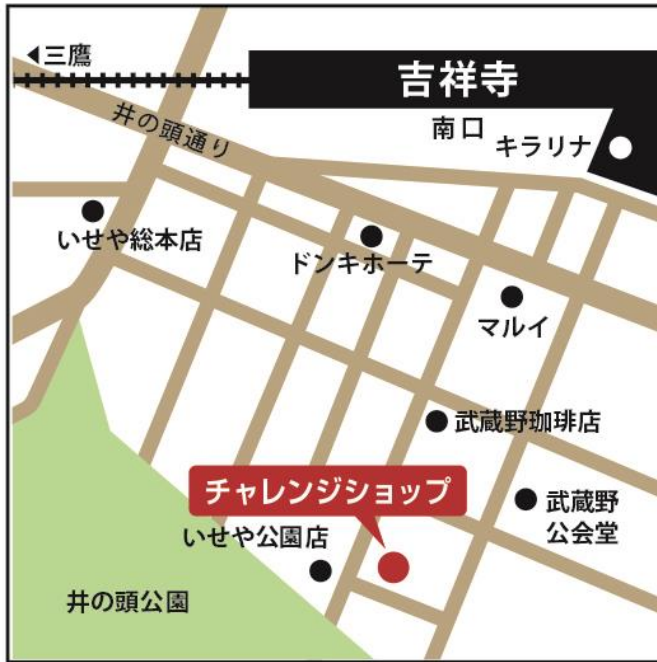 ◀三鷹
吉祥寺
南口
キラリナ
井の頭通り
いせや総本店
ドンキホーテ
マルイ
武蔵野珈琲店
チャレンジショップ
武蔵野
公会堂
いせや公園店
井の頭公園